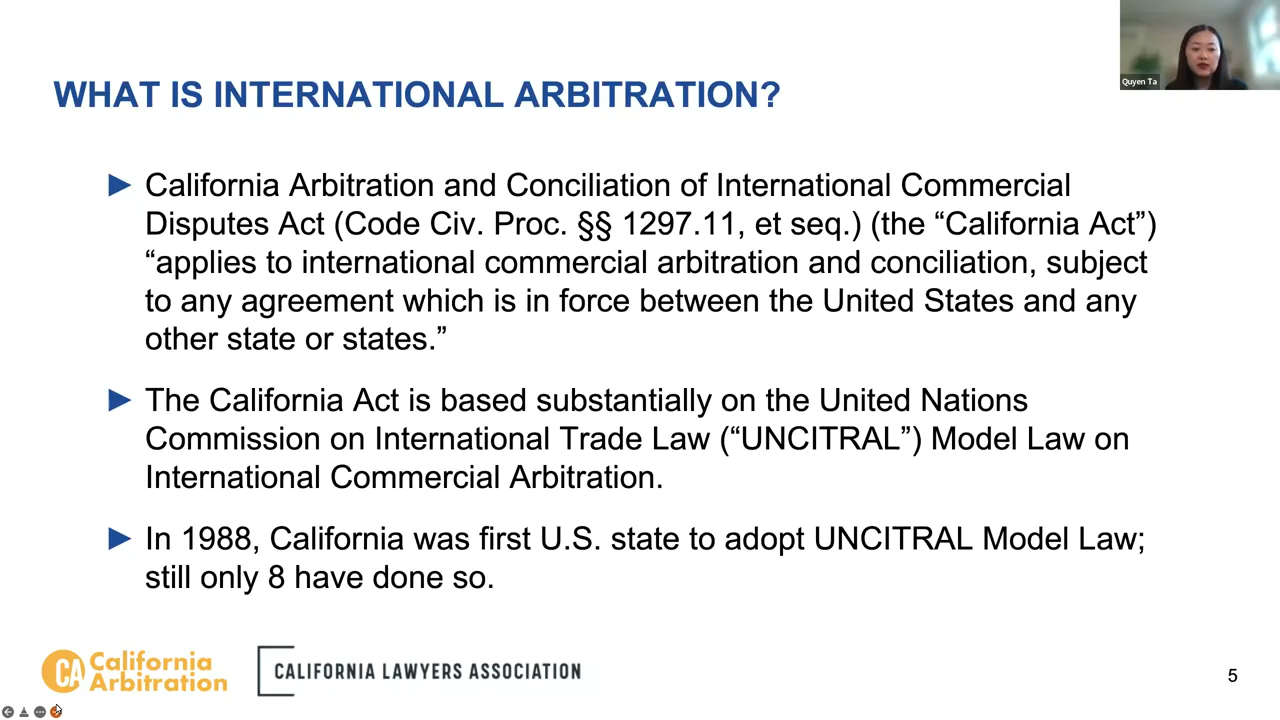 Quyen Ta
WHAT IS INTERNATIONAL ARBITRATION?
► California Arbitration and Conciliation of International Commercial
Disputes Act (Code Civ. Proc. §§ 1297.11, et seq.) (the “California Act”)
“applies to international commercial arbitration and conciliation, subject
to any agreement which is in force between the United States and any
other state or states.”
► The California Act is based substantially on the United Nations
Commission on International Trade Law (“UNCITRAL”) Model Law on
International Commercial Arbitration.
► In 1988, California was first U.S. state to adopt UNCITRAL Model Law;
still only 8 have done so.
CA California
Arbitration
CALIFORNIA LAWYERS ASSOCIATION
5